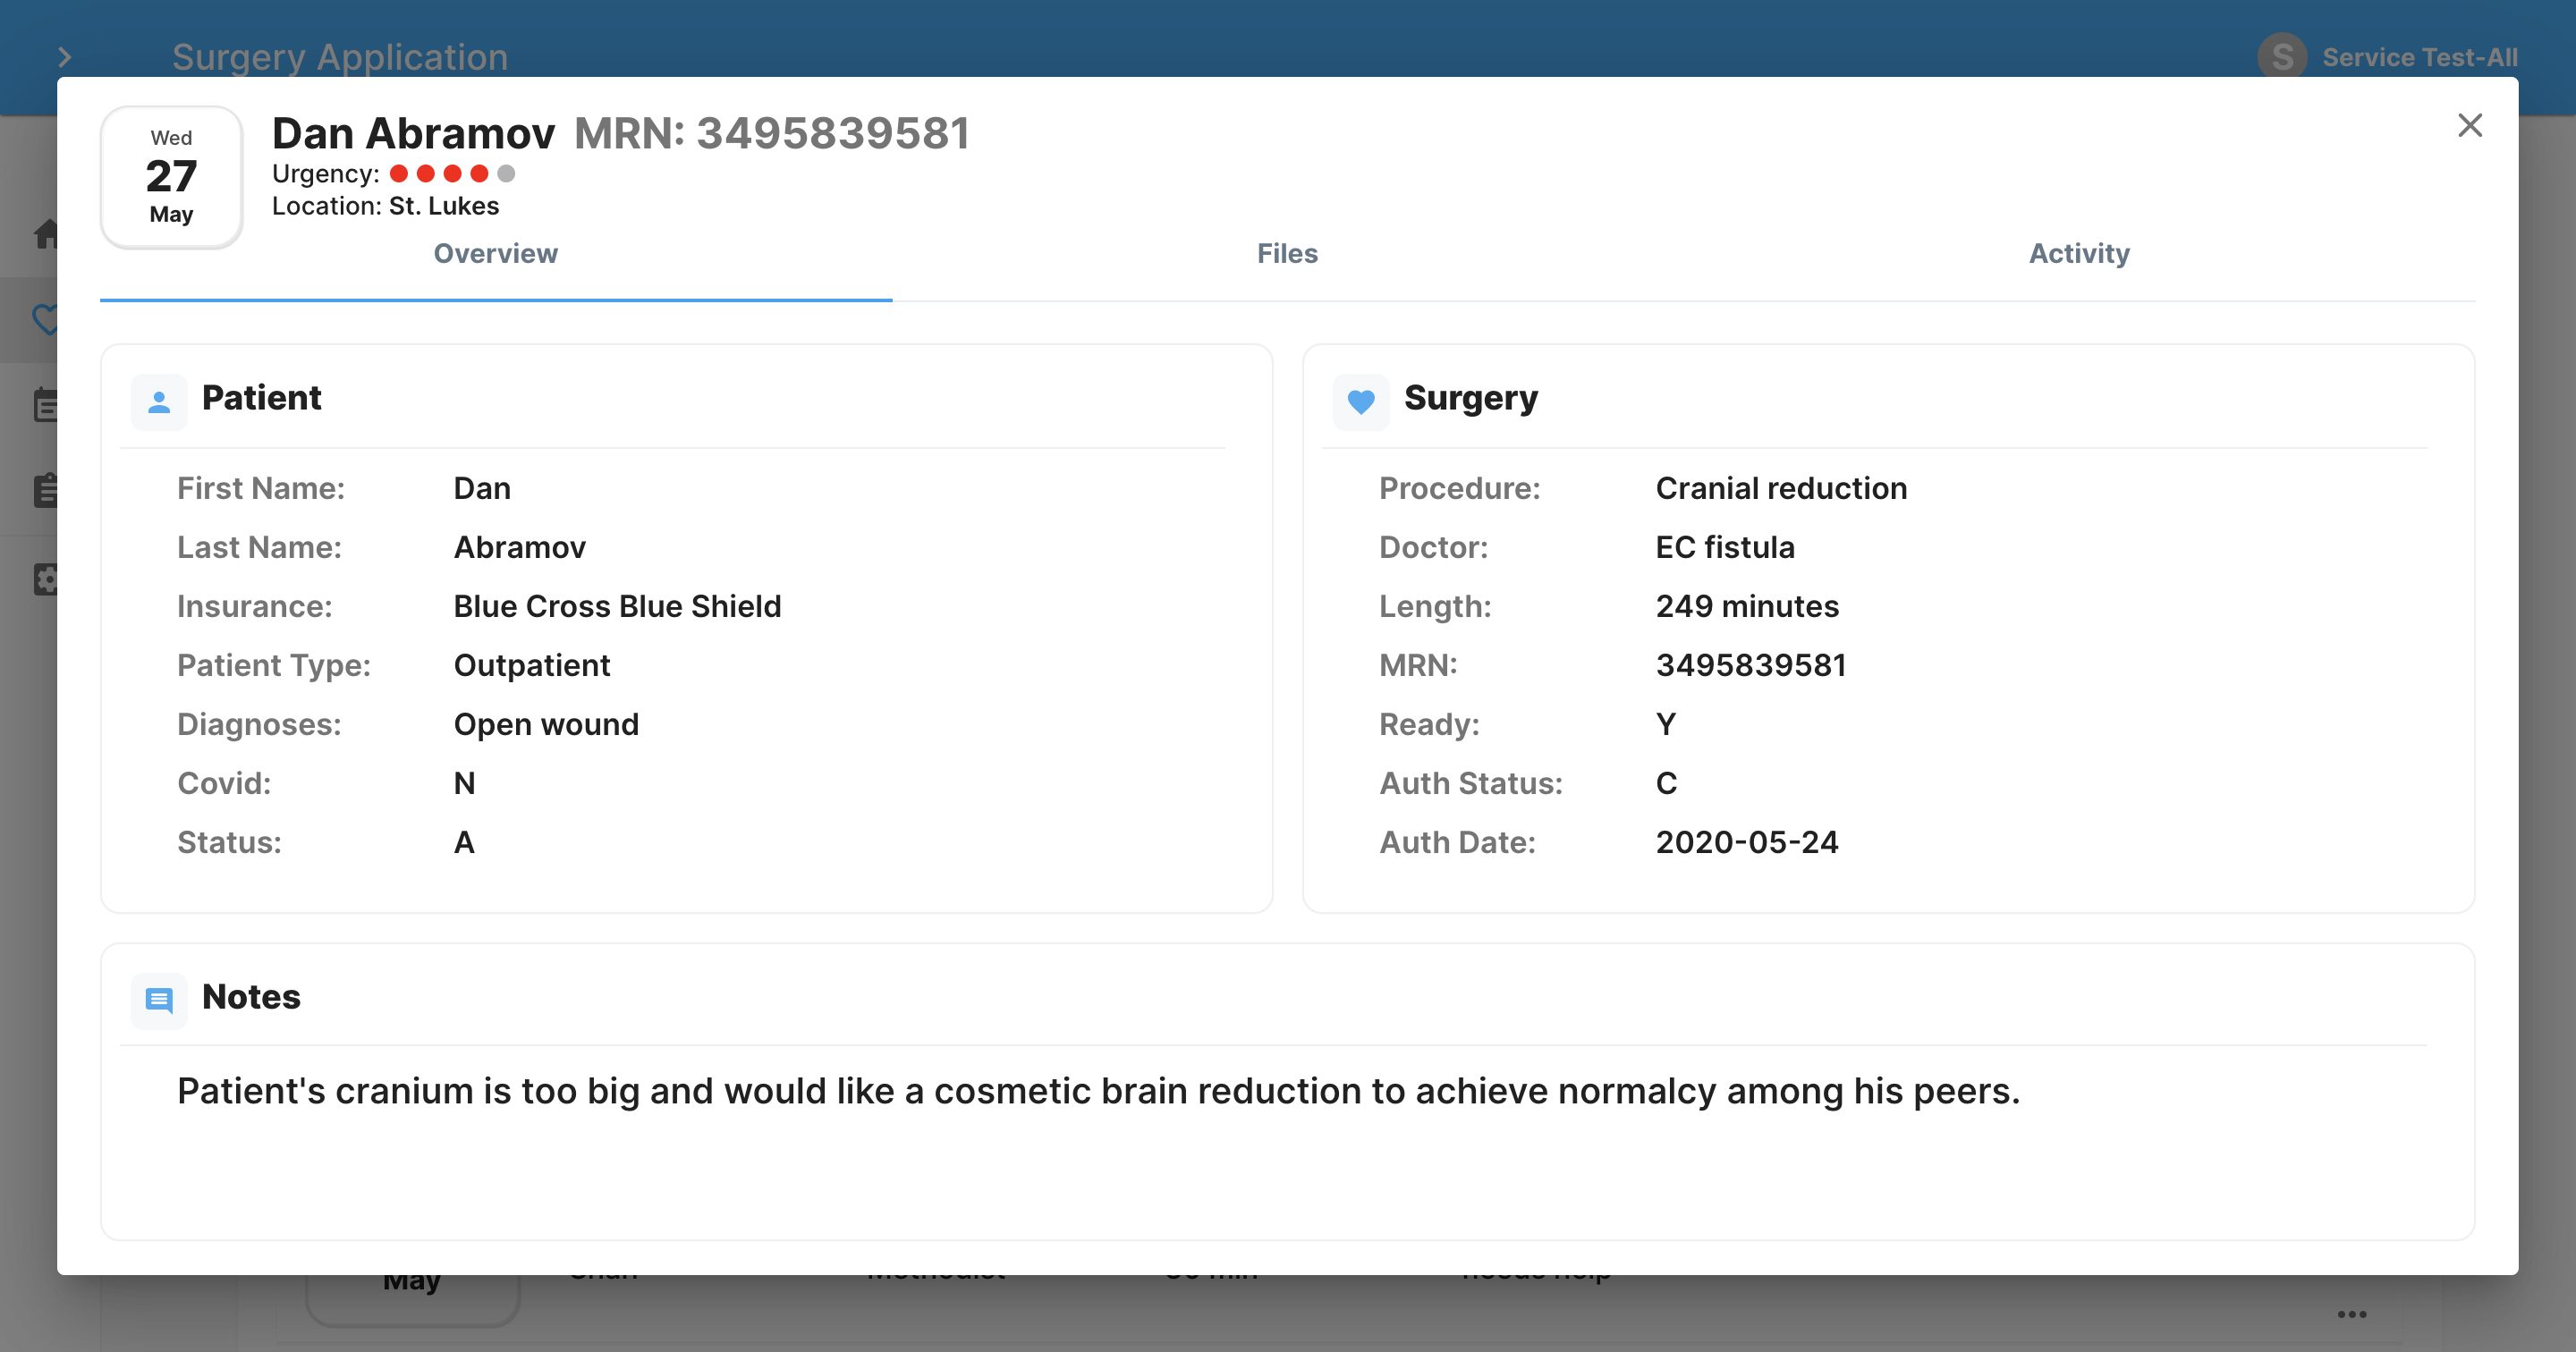 Surgery Application
S Service Test-All
Wed
27
May
Dan Abramov MRN: 3495839581
Urgency:
Location: St. Lukes
Overview Files Activity
Patient
First Name: Dan
Last Name: Abramov
Insurance: Blue Cross Blue Shield
Patient Type: Outpatient
Diagnoses: Open wound
Covid: N
Status: A
Surgery
Procedure: Cranial reduction
Doctor: EC fistula
Length: 249 minutes
MRN: 3495839581
Ready: Y
Auth Status: C
Auth Date: 2020-05-24
Notes
Patient's cranium is too big and would like a cosmetic brain reduction to achieve normalcy among his peers.
May Methodist needs help